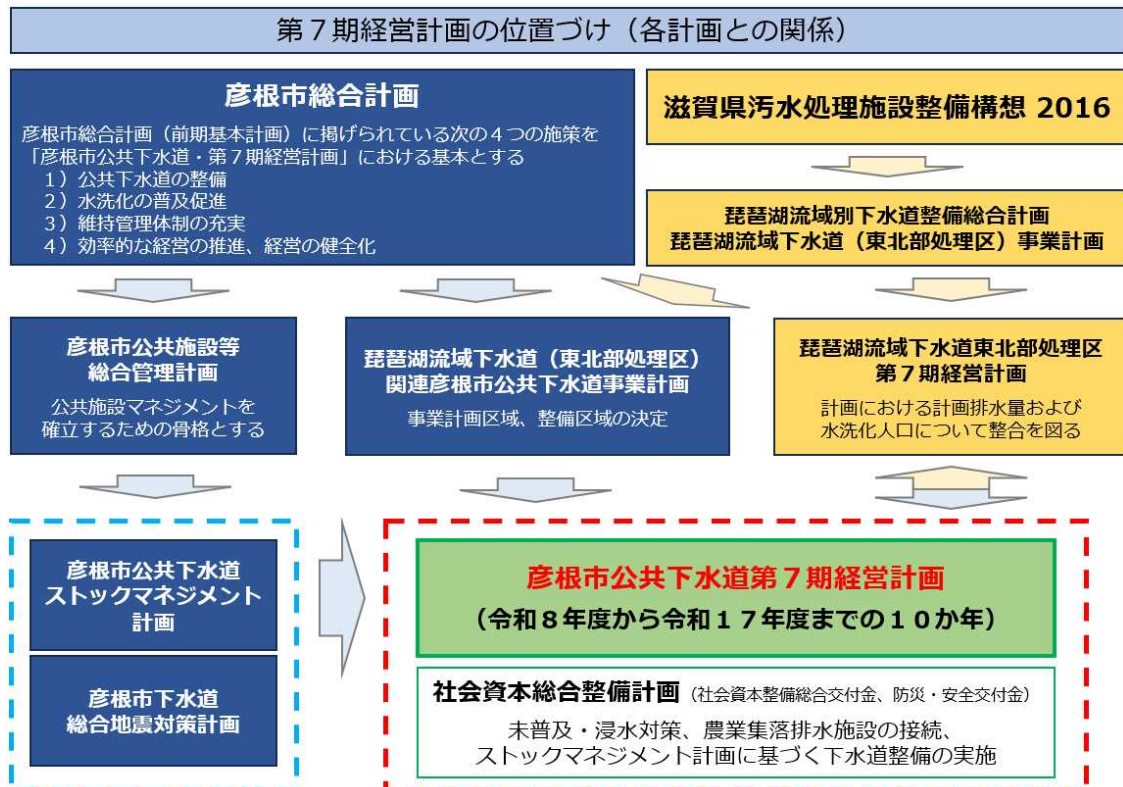 第７期経営計画の位置づけ（各計画との関係）
彦根市総合計画
彦根市総合計画（前期基本計画）に掲げられている次の４つの施策を
「彦根市公共下水道・第７期経営計画」における基本とする
１）公共下水道の整備
２）水洗化の普及促進
３）維持管理体制の充実
４）効率的な経営の推進、経営の健全化
滋賀県汚水処理施設整備構想 2016
琵琶湖流域別下水道整備総合計画
琵琶湖流域下水道（東北部処理区）事業計画
彦根市公共施設等
総合管理計画
公共施設マネジメントを
確立するための骨格とする
琵琶湖流域下水道（東北部処理区）
関連彦根市公共下水道事業計画
事業計画区域、整備区域の決定
琵琶湖流域下水道東北部処理区
第７期経営計画
計画における計画排水量および
水洗化人口について整合を図る
彦根市公共下水道
ストックマネジメント
計画
彦根市下水道
総合地震対策計画
彦根市公共下水道第７期経営計画
（令和８年度から令和１７年度までの１０か年）
社会資本総合整備計画（社会資本整備総合交付金、防災・安全交付金）
未普及・浸水対策、農業集落排水施設の接続、
ストックマネジメント計画に基づく下水道整備の実施